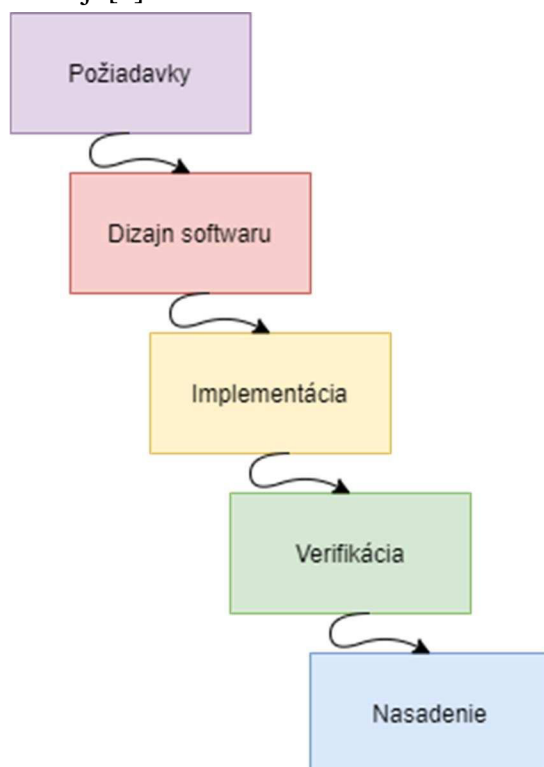 Požiadavky
Dizajn softwaru
Implementácia
Verifikácia
Nasadenie